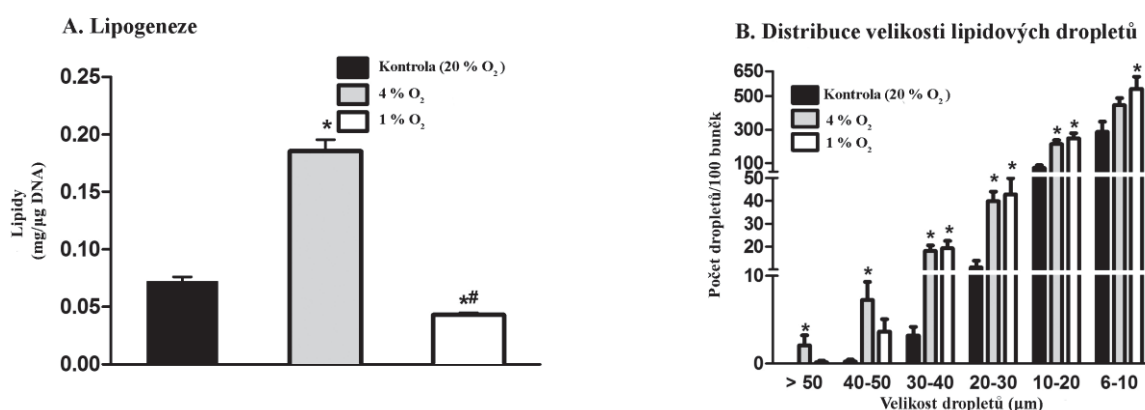 A. Lipogeneze
Kontrola (20 % O₂)
4 % O₂
1 % O₂
0.25
0.20
0.15
0.10
0.05
0.00
Lipidy
(mg/µg DNA)
*
*#
B. Distribuce velikosti lipidových dropletů
Kontrola (20 % O₂)
4 % O₂
1 % O₂
650
500
300
100
50
40
20
10
0
Počet dropletů/100 buněk
* * * * * * * * *
> 50 40-50 30-40 20-30 10-20 6-10
Velikost dropletů (µm)